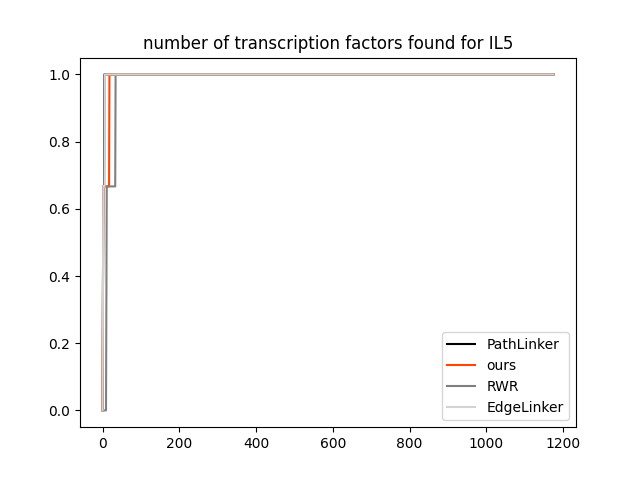 number of transcription factors found for IL5
1.0
0.8
0.6
0.4
0.2
0.0
0 200 400 600 800 1000 1200
PathLinker
ours
RWR
EdgeLinker